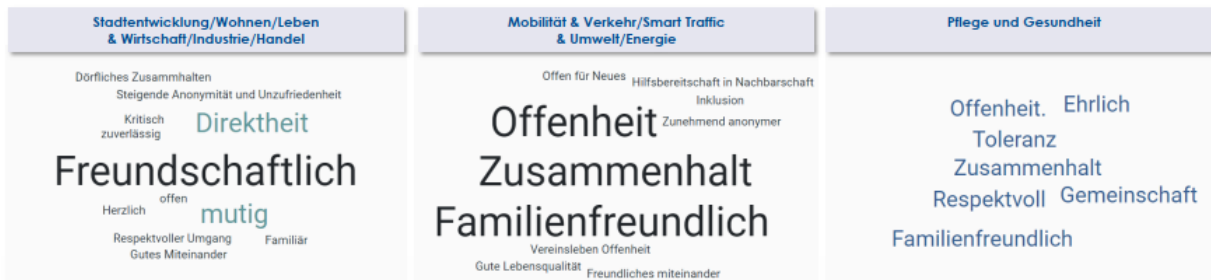 Stadtentwicklung/Wohnen/Leben
& Wirtschaft/Industrie/Handel
Dörfliches Zusammhalten
Steigende Anonymität und Unzufriedenheit
Kritisch
zuverlässig
Direktheit
Freundschaftlich
offen
Herzlich
mutig
Respektvoller Umgang
Familiär
Gutes Miteinander
Mobilität & Verkehr/Smart Traffic
& Umwelt/Energie
Offen für Neues
Hilfsbereitschaft in Nachbarschaft
Inklusion
Offenheit
Zunehmend anonymer
Zusammenhalt
Familienfreundlich
Vereinsleben Offenheit
Gute Lebensqualität
Freundliches miteinander
Pflege und Gesundheit
Offenheit.
Ehrlich
Toleranz
Zusammenhalt
Respektvoll
Gemeinschaft
Familienfreundlich